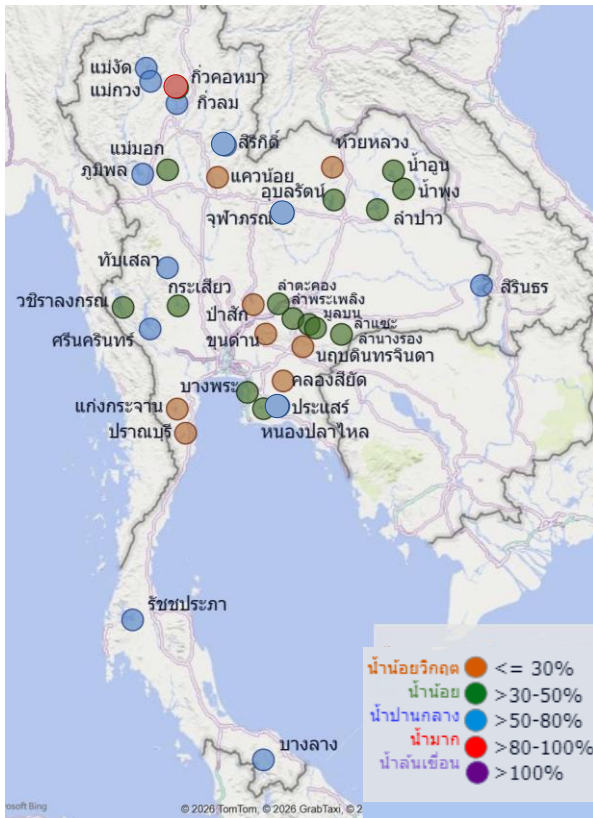 แม่งัด
แม่กวง
กิ่วคอหมา
กิ่วลม
สิริกิติ์
แม่มอก
ภูมิพล
แควน้อย
ห้วยหลวง
น้ำอูน
น้ำพุง
อุบลรัตน์
ลำปาว
จุฬาภรณ์
ทับเสลา
สิรินธร
วชิราลงกรณ
กระเสียว
ศรีนครินทร์
ป่าสัก
ลำตะคอง
ลำพระเพลิง
มูลบน
ลำแซะ
ลำนางรอง
ขุนด่าน
นฤบดินทรจินดา
คลองสียัด
บางพระ
ประแสร์
หนองปลาไหล
แก่งกระจาน
ปราณบุรี
รัชชประภา
บางลาง
น้ำน้อยวิกฤต <= 30%
น้ำน้อย >30-50%
น้ำปานกลาง >50-80%
น้ำมาก >80-100%
น้ำล้นเขื่อน >100%
rosoft Bing
© 2026 TomTom, © 2026 GrabTaxi, © 2